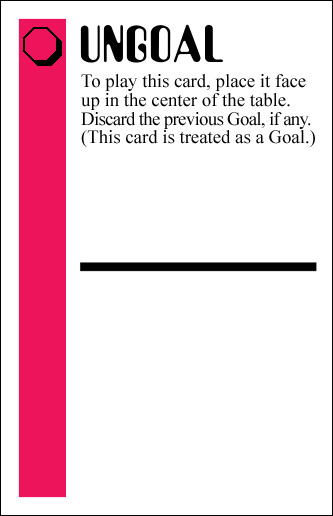 UNGOAL
To play this card, place it face
up in the center of the table.
Discard the previous Goal, if any.
(This card is treated as a Goal.)